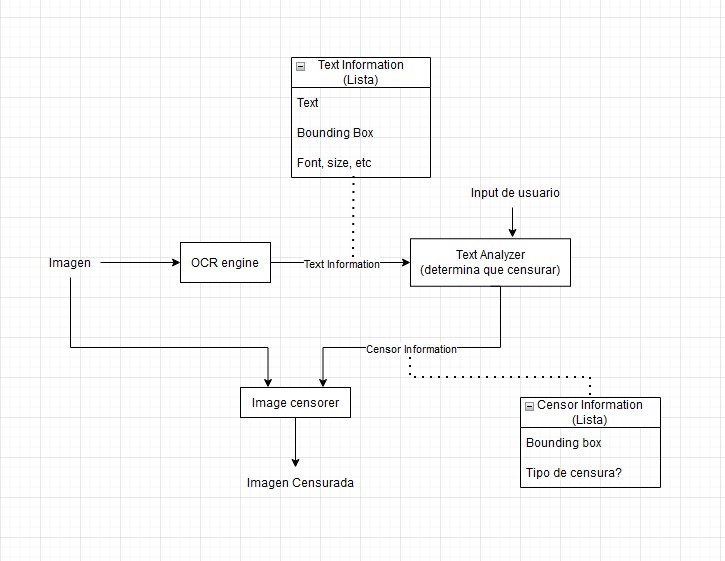 Text Information
(Lista)
Text
Bounding Box
Font, size, etc
Input de usuario
Imagen
OCR engine
Text Information
Text Analyzer
(determina que censurar)
Censor Information
Image censorer
Censor Information
(Lista)
Bounding box
Tipo de censura?
Imagen Censurada